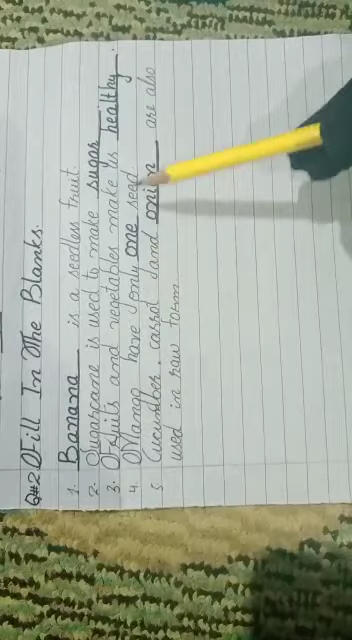 Q#2 Fill In The Blanks.
1. Banana is a seedless fruit.
2. Sugarcane is used to make sugar
3. Fruits and vegetables make us healthy.
4. Mango have only one seed.
5. Cucumber, carrot and onion are also
used in raw form